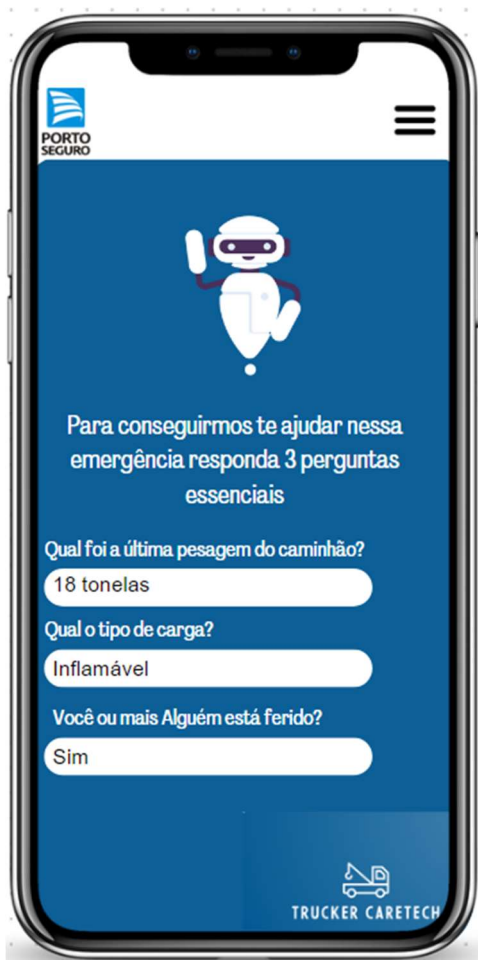 PORTO
SEGURO
Para conseguirmos te ajudar nessa
emergência responda 3 perguntas
essenciais
Qual foi a última pesagem do caminhão?
18 tonelas
Qual o tipo de carga?
Inflamável
Você ou mais Alguém está ferido?
Sim
TRUCKER CARETECH